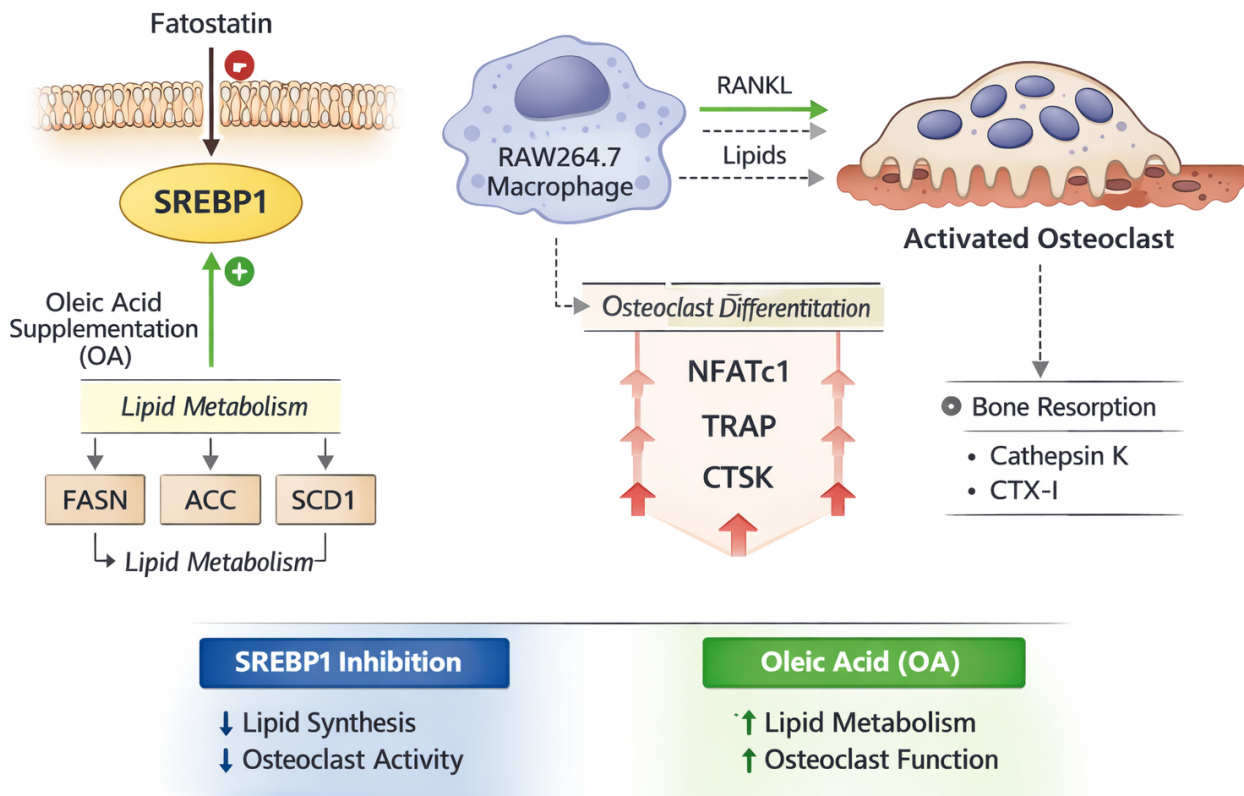 Fatostatin
SREBP1
Oleic Acid
Supplementation
(OA)
Lipid Metabolism
FASN
ACC
SCD1
Lipid Metabolism
RAW264.7
Macrophage
RANKL
Lipids
Activated Osteoclast
Osteoclast Differentitation
NFATc1
TRAP
CTSK
Bone Resorption
• Cathepsin K
• CTX-I
SREBP1 Inhibition
↓ Lipid Synthesis
↓ Osteoclast Activity
Oleic Acid (OA)
↑ Lipid Metabolism
↑ Osteoclast Function